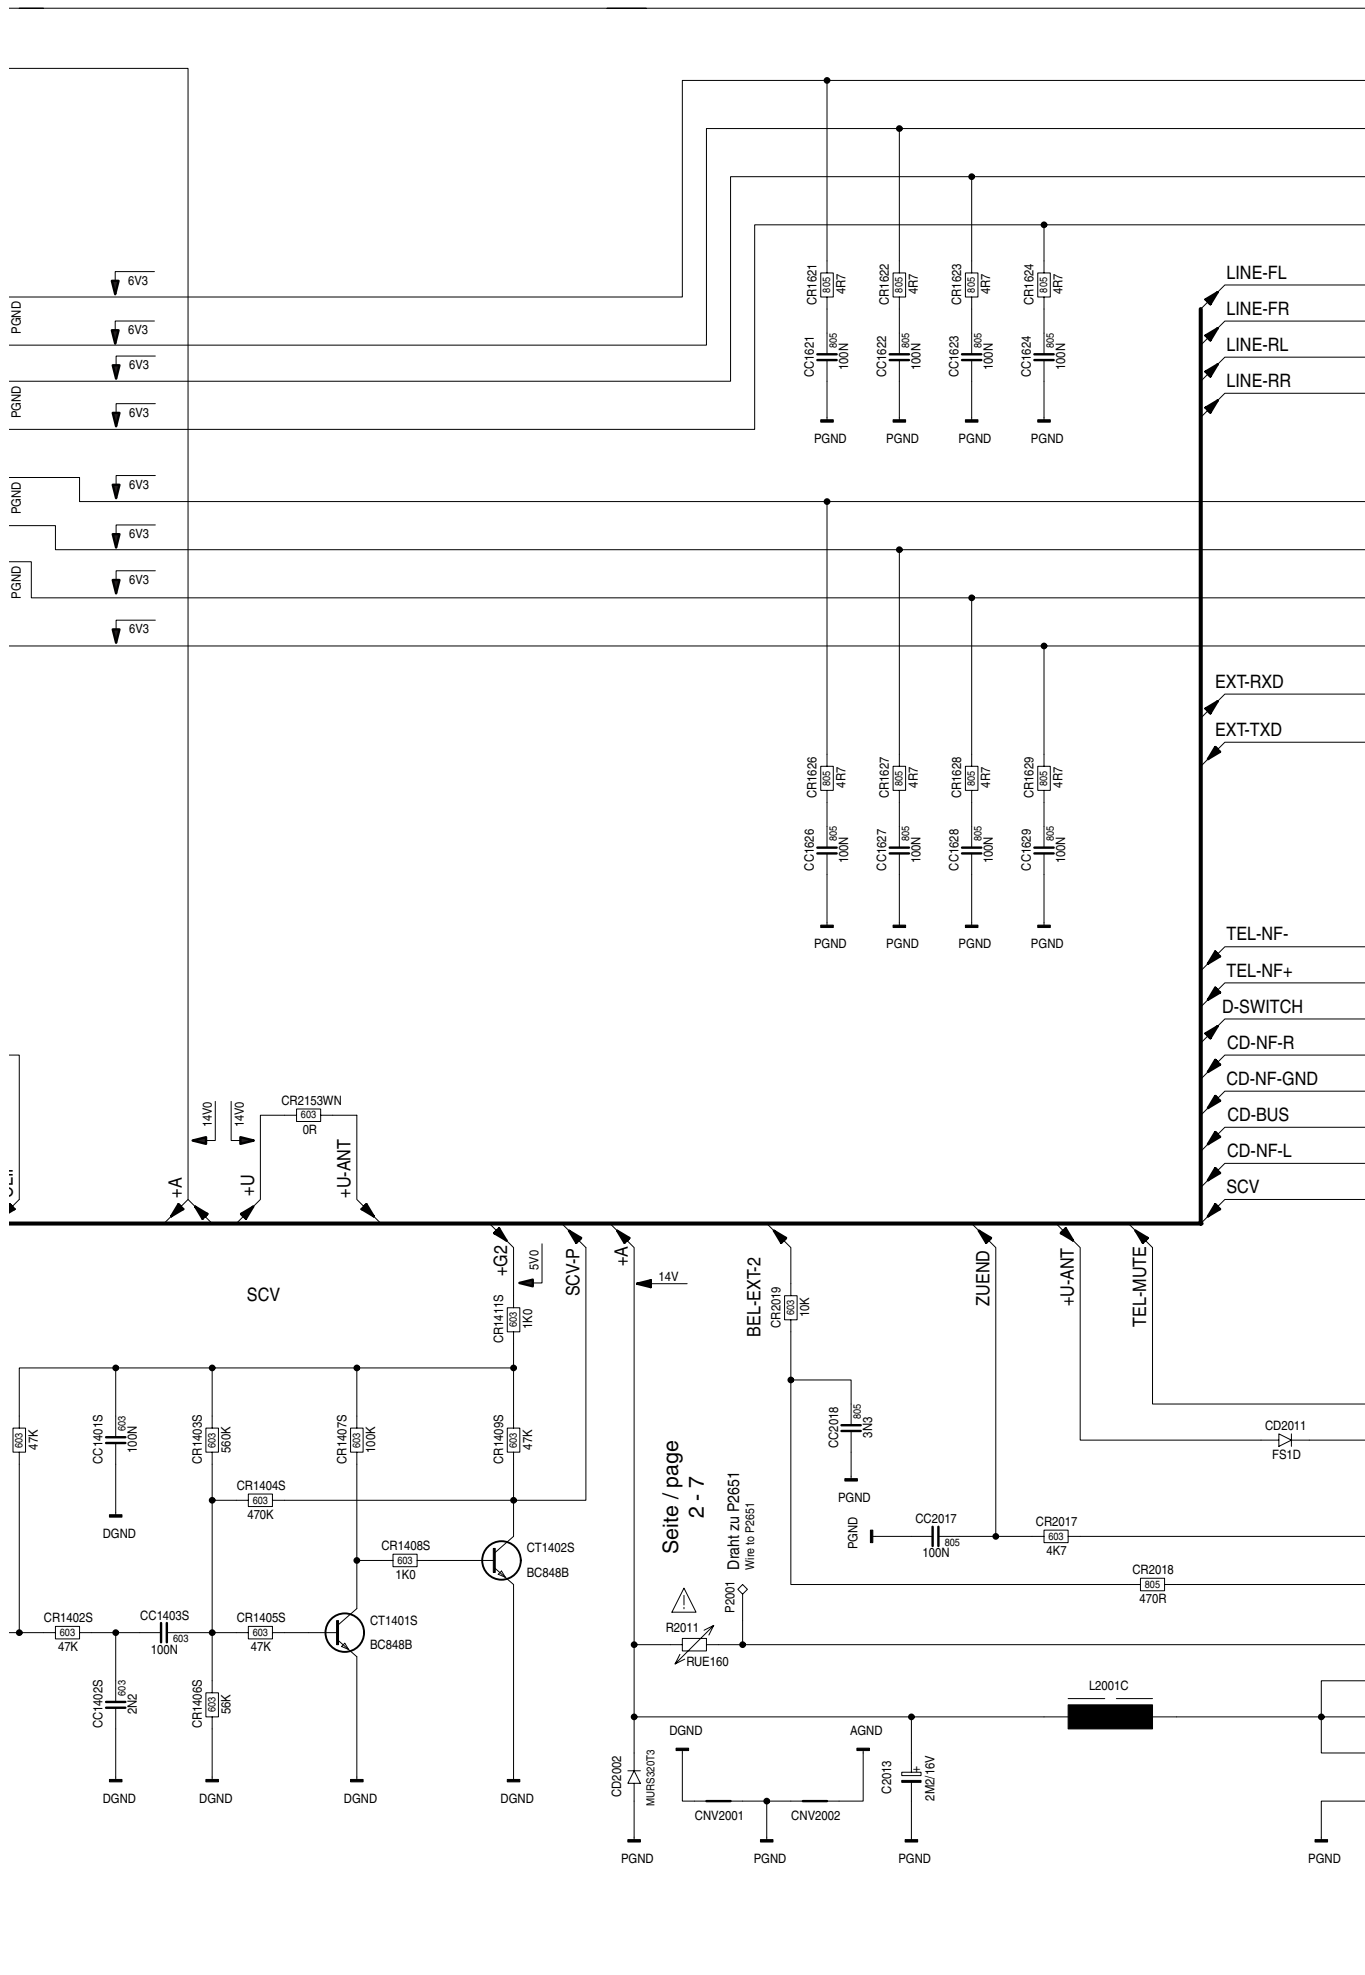 6V3
PGND
6V3
6V3
PGND
6V3
6V3
PGND
6V3
6V3
PGND
6V3
CR1621
805
4R7
CR1622
805
4R7
CR1623
805
4R7
CR1624
805
4R7
CC1621
805
100N
CC1622
805
100N
CC1623
805
100N
CC1624
805
100N
PGND
PGND
PGND
PGND
LINE-FL
LINE-FR
LINE-RL
LINE-RR
EXT-RXD
EXT-TXD
CR1626
805
4R7
CR1627
805
4R7
CR1628
805
4R7
CR1629
805
4R7
CC1626
805
100N
CC1627
805
100N
CC1628
805
100N
CC1629
805
100N
PGND
PGND
PGND
PGND
TEL-NF-
TEL-NF+
D-SWITCH
CD-NF-R
CD-NF-GND
CD-BUS
CD-NF-L
SCV
14V0
14V0
CR2153WN
603
0R
+A
+U
+U-ANT
+G2
5V0
SCV-P
+A
14V
BEL-EXT-2
ZUEND
+U-ANT
TEL-MUTE
SCV
CR1411S
603
1K0
CR2019
603
10K
603
47K
CC1401S
603
100N
CR1403S
603
560K
CR1407S
603
100K
CR1409S
603
47K
CC2018
805
3N3
CD2011
FS1D
CR1404S
603
470K
DGND
PGND
Seite / page
2 - 7
Draht zu P2651
Wire to P2651
P2001
PGND
CC2017
805
100N
CR2017
603
4K7
CR1408S
603
1K0
CT1402S
BC848B
CR2018
805
470R
CR1402S
603
47K
CC1403S
603
100N
CR1405S
603
47K
CT1401S
BC848B
!
R2011
RUE160
CC1402S
603
2N2
CR1406S
603
56K
L2001C
DGND
AGND
CD2002
MURS320T3
C2013
+
2M2/16V
DGND
DGND
DGND
DGND
CNV2001
CNV2002
PGND
PGND
PGND
PGND